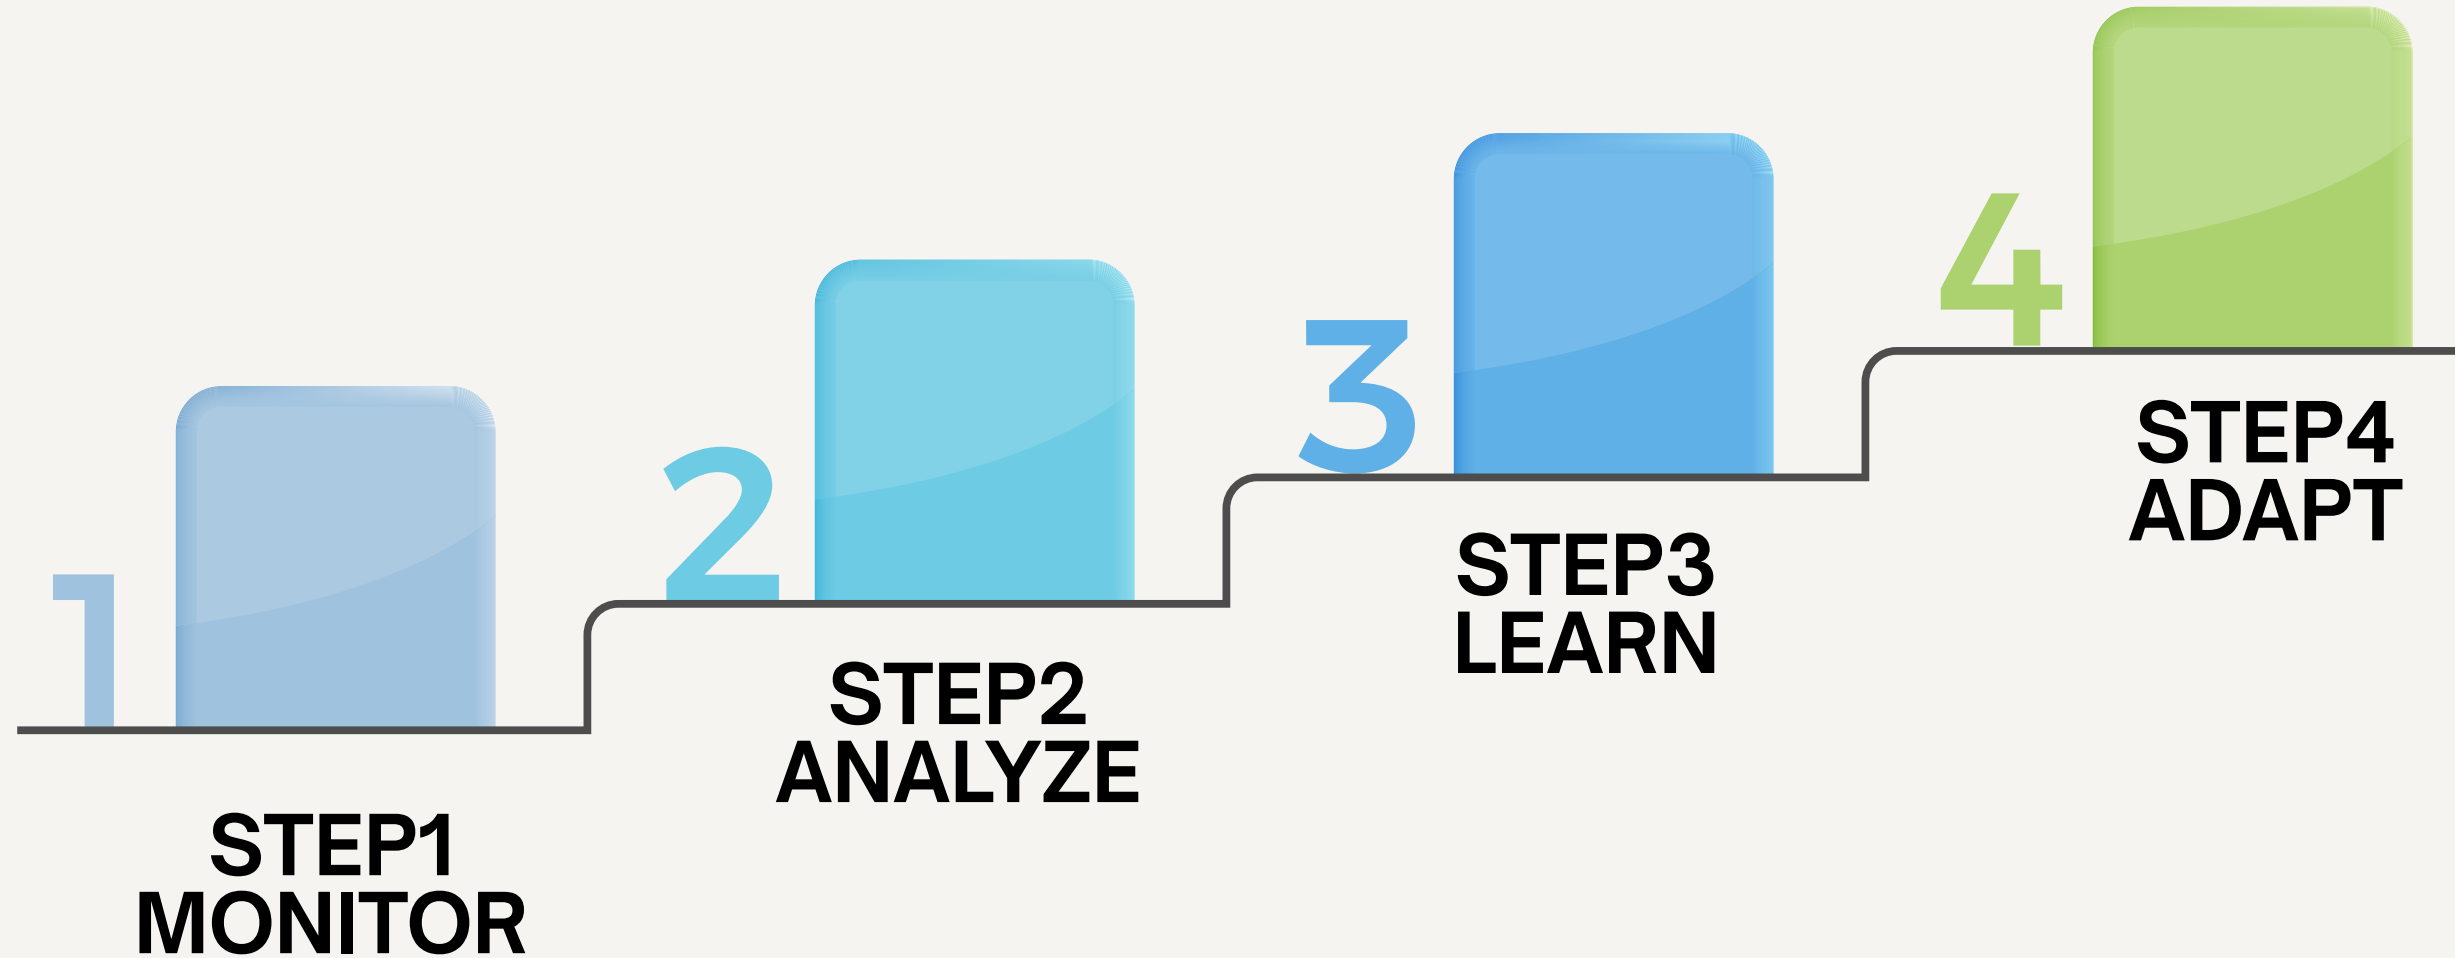 1
STEP1
MONITOR
2
STEP2
ANALYZE
3
STEP3
LEARN
4
STEP4
ADAPT